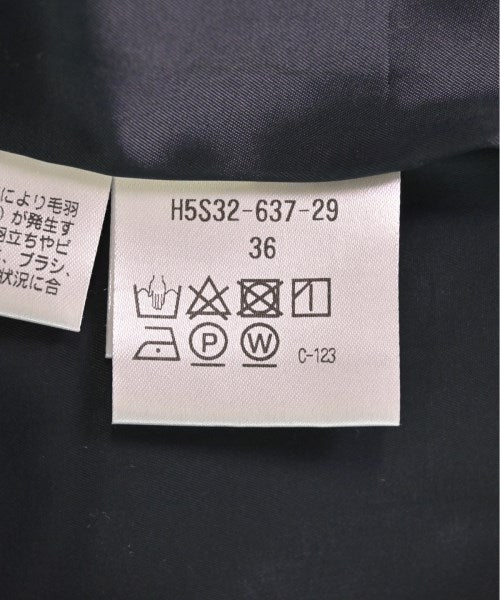 により毛羽
)が発生す
毛立ちやピ
、ブラシ、
状況に合
H5S32-637-29
36
P
W
C-123